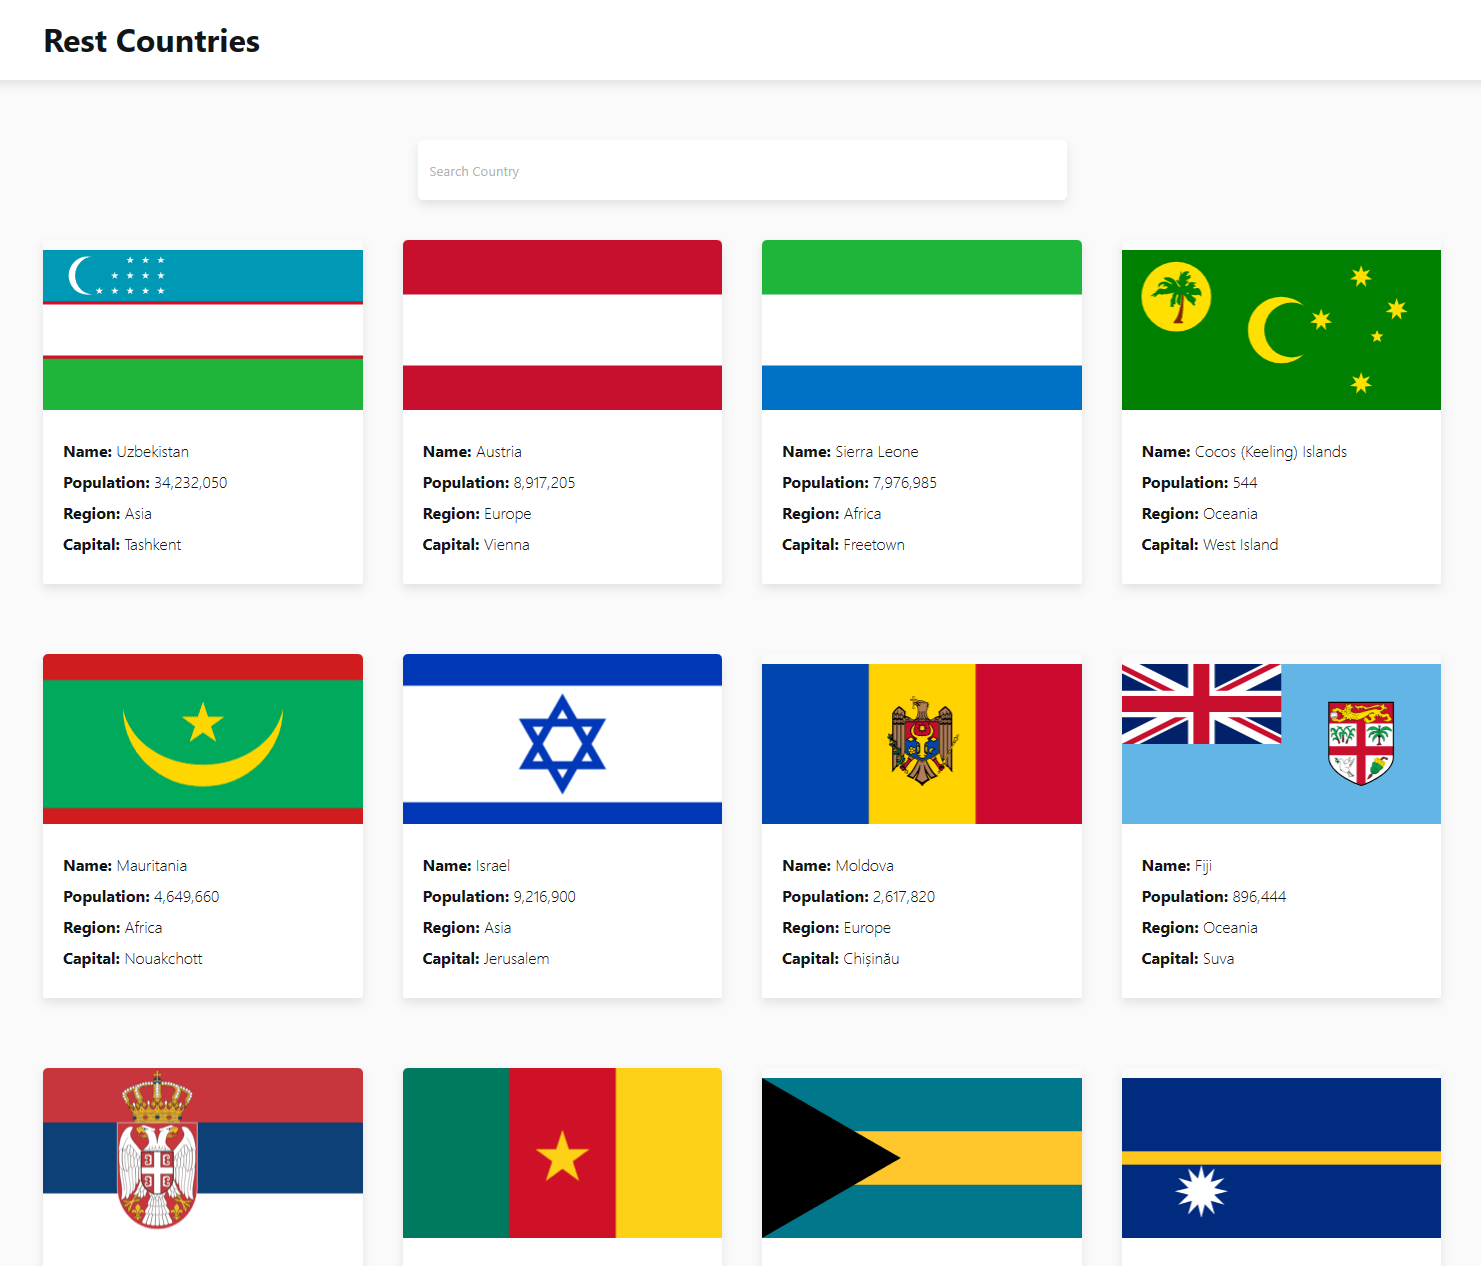 Rest Countries
Search Country
Name: Uzbekistan
Population: 34,232,050
Region: Asia
Capital: Tashkent
Name: Austria
Population: 8,917,205
Region: Europe
Capital: Vienna
Name: Sierra Leone
Population: 7,976,985
Region: Africa
Capital: Freetown
Name: Cocos (Keeling) Islands
Population: 544
Region: Oceania
Capital: West Island
Name: Mauritania
Population: 4,649,660
Region: Africa
Capital: Nouakchott
Name: Israel
Population: 9,216,900
Region: Asia
Capital: Jerusalem
Name: Moldova
Population: 2,617,820
Region: Europe
Capital: Chișinău
Name: Fiji
Population: 896,444
Region: Oceania
Capital: Suva